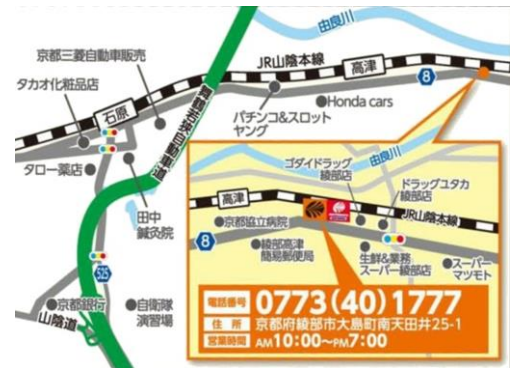 由良川
京都三菱自動車販売
JR山陰本線
高津
8
タカオ化粧品店
石原
パチンコ&スロット
ヤング
Honda cars
タロー薬店
田中
鍼灸院
525
京都銀行
山陰道
自衛隊
演習場
ゴダイドラッグ
綾部店
由良川
ドラッグユタカ
綾部店
高津
JR山陰本線
京都協立病院
8
綾部高津
簡易郵便局
生鮮&業務
スーパー綾部店
スーパー
マツモト
電話番号 0773(40)1777
住所 京都府綾部市大島町南天田井25-1
営業時間 AM10:00〜PM7:00